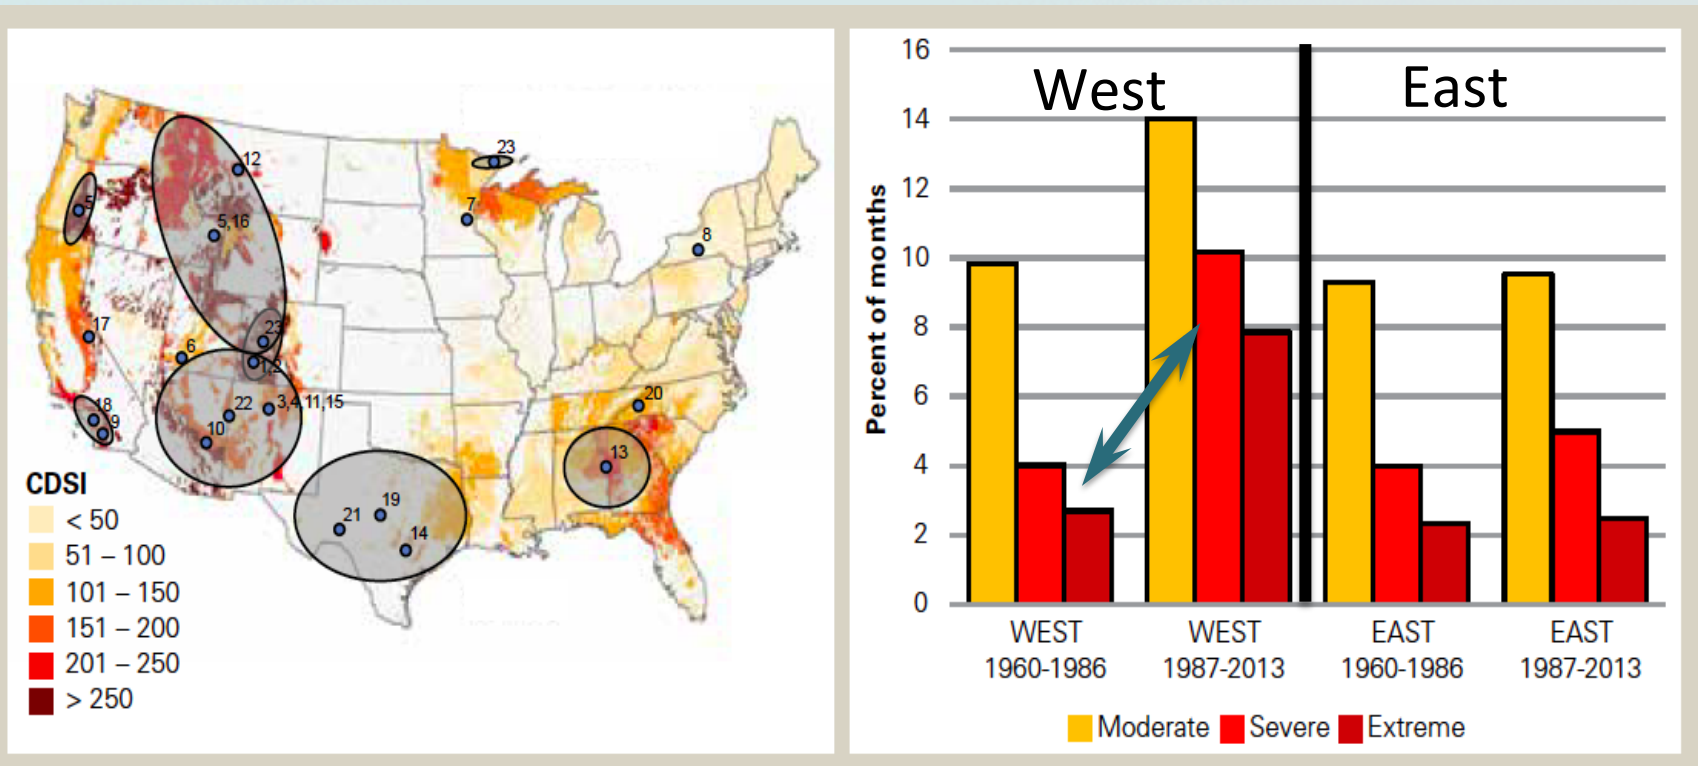 23
12
5
5,16
7
8
17
23
6
1,2
20
18
9
22
3,4,11,15
10
13
21
19
14
CDSI
< 50
51 – 100
101 – 150
151 – 200
201 – 250
> 250
16
14
12
10
8
6
4
2
0
Percent of months
West
East
WEST
1960-1986
WEST
1987-2013
EAST
1960-1986
EAST
1987-2013
Moderate Severe Extreme